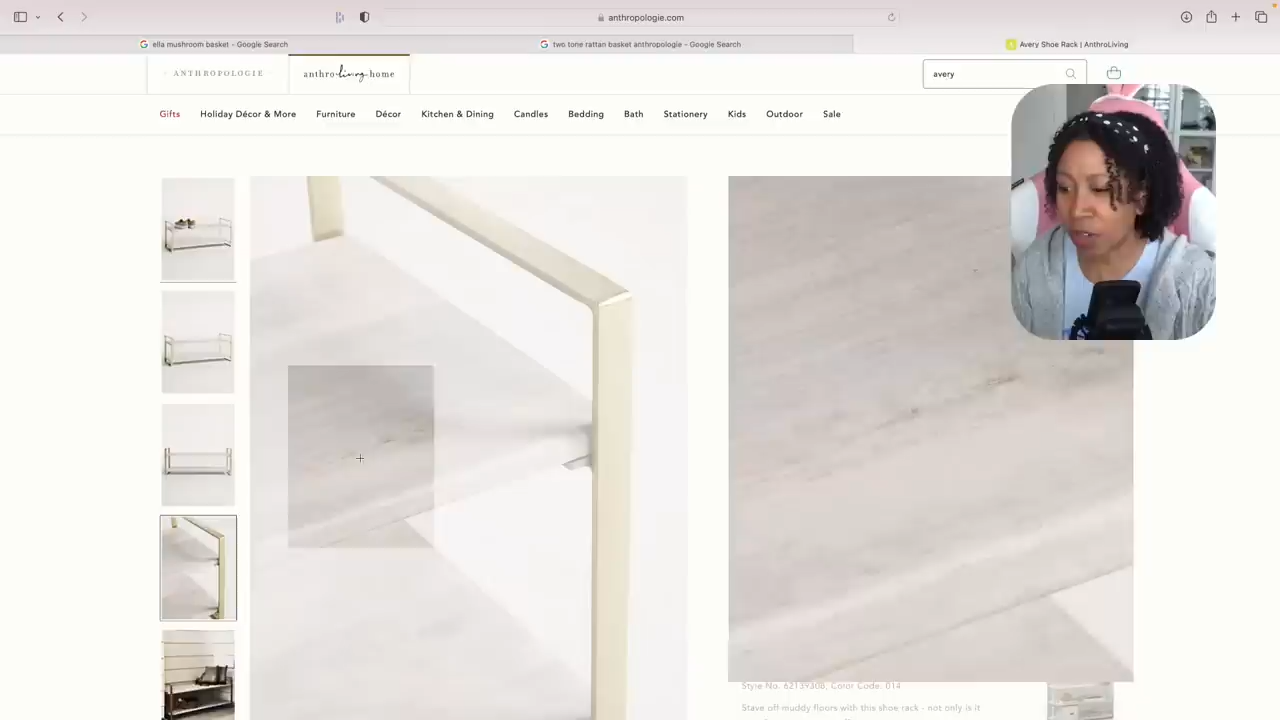 anthropologie.com
ella mushroom basket - Google Search
two tone rattan basket anthropologie - Google Search
Avery Shoe Rack | AnthroLiving
ANTHROPOLOGIE
anthro living home
avery
Gifts
Holiday Décor & More
Furniture
Décor
Kitchen & Dining
Candles
Bedding
Bath
Stationery
Kids
Outdoor
Sale
Style No. 62139308, Color Code: 014
Stave off muddy floors with this shoe rack - not only is it